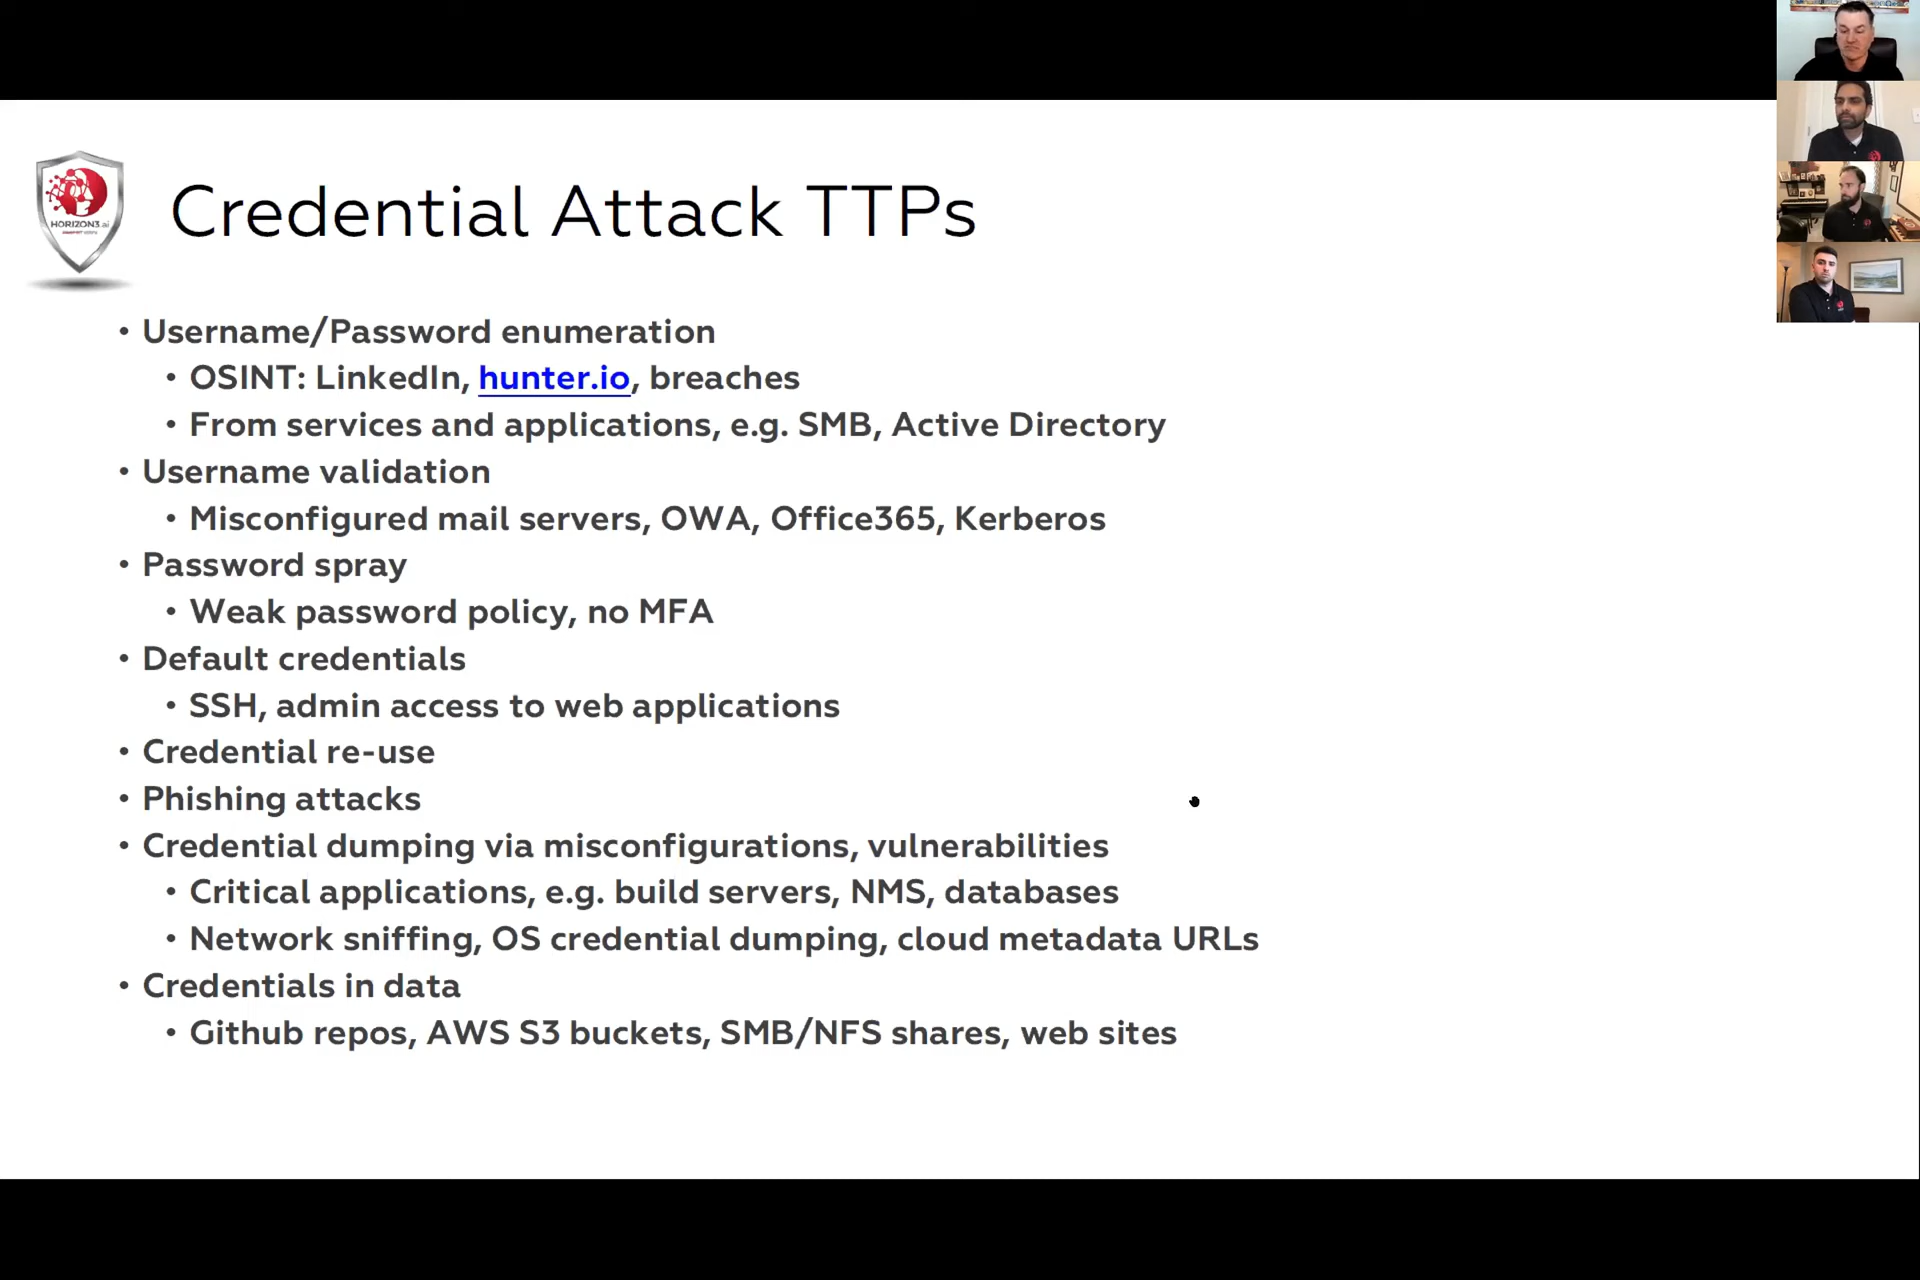 HORIZON3.ai
Credential Attack TTPs
• Username/Password enumeration
• OSINT: LinkedIn, hunter.io, breaches
• From services and applications, e.g. SMB, Active Directory
• Username validation
• Misconfigured mail servers, OWA, Office365, Kerberos
• Password spray
• Weak password policy, no MFA
• Default credentials
• SSH, admin access to web applications
• Credential re-use
• Phishing attacks
• Credential dumping via misconfigurations, vulnerabilities
• Critical applications, e.g. build servers, NMS, databases
• Network sniffing, OS credential dumping, cloud metadata URLs
• Credentials in data
• Github repos, AWS S3 buckets, SMB/NFS shares, web sites